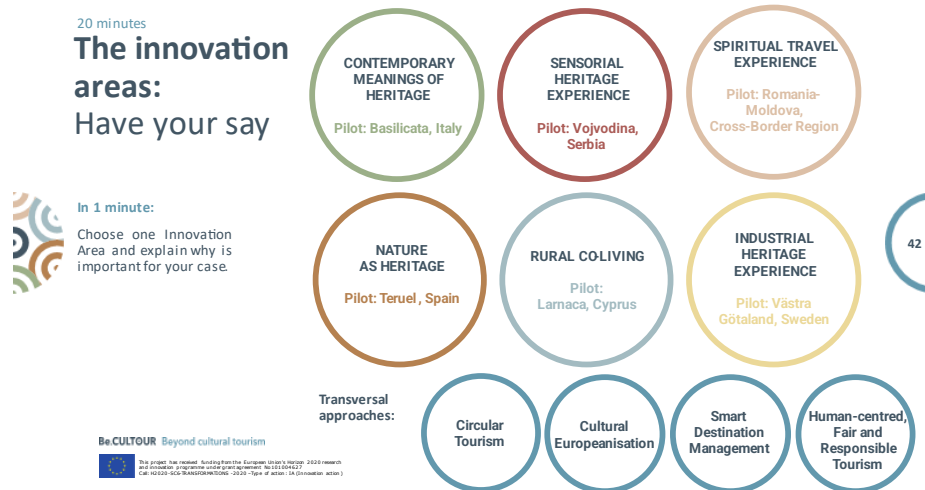 20 minutes
The innovation
areas:
Have your say
In 1 minute:
Choose one Innovation
Area and explain why is
important for your case.
CONTEMPORARY
MEANINGS OF
HERITAGE
Pilot: Basilicata, Italy
SENSORIAL
HERITAGE
EXPERIENCE
Pilot: Vojvodina,
Serbia
SPIRITUAL TRAVEL
EXPERIENCE
Pilot: Romania-
Moldova,
Cross-Border Region
NATURE
AS HERITAGE
Pilot: Teruel, Spain
RURAL CO-LIVING
Pilot:
Larnaca, Cyprus
INDUSTRIAL
HERITAGE
EXPERIENCE
Pilot: Västra
Götaland, Sweden
42
Transversal
approaches:
Circular
Tourism
Cultural
Europeanisation
Smart
Destination
Management
Human-centred,
Fair and
Responsible
Tourism
Be.CULTOUR Beyond cultural tourism
This project has received funding from the European Union's Horizon 2020 research
and innovation programme under grant agreement No 101004627
Call: H2020-SC6-TRANSFORMATIONS -2020 – Type of action: IA (Innovation action)